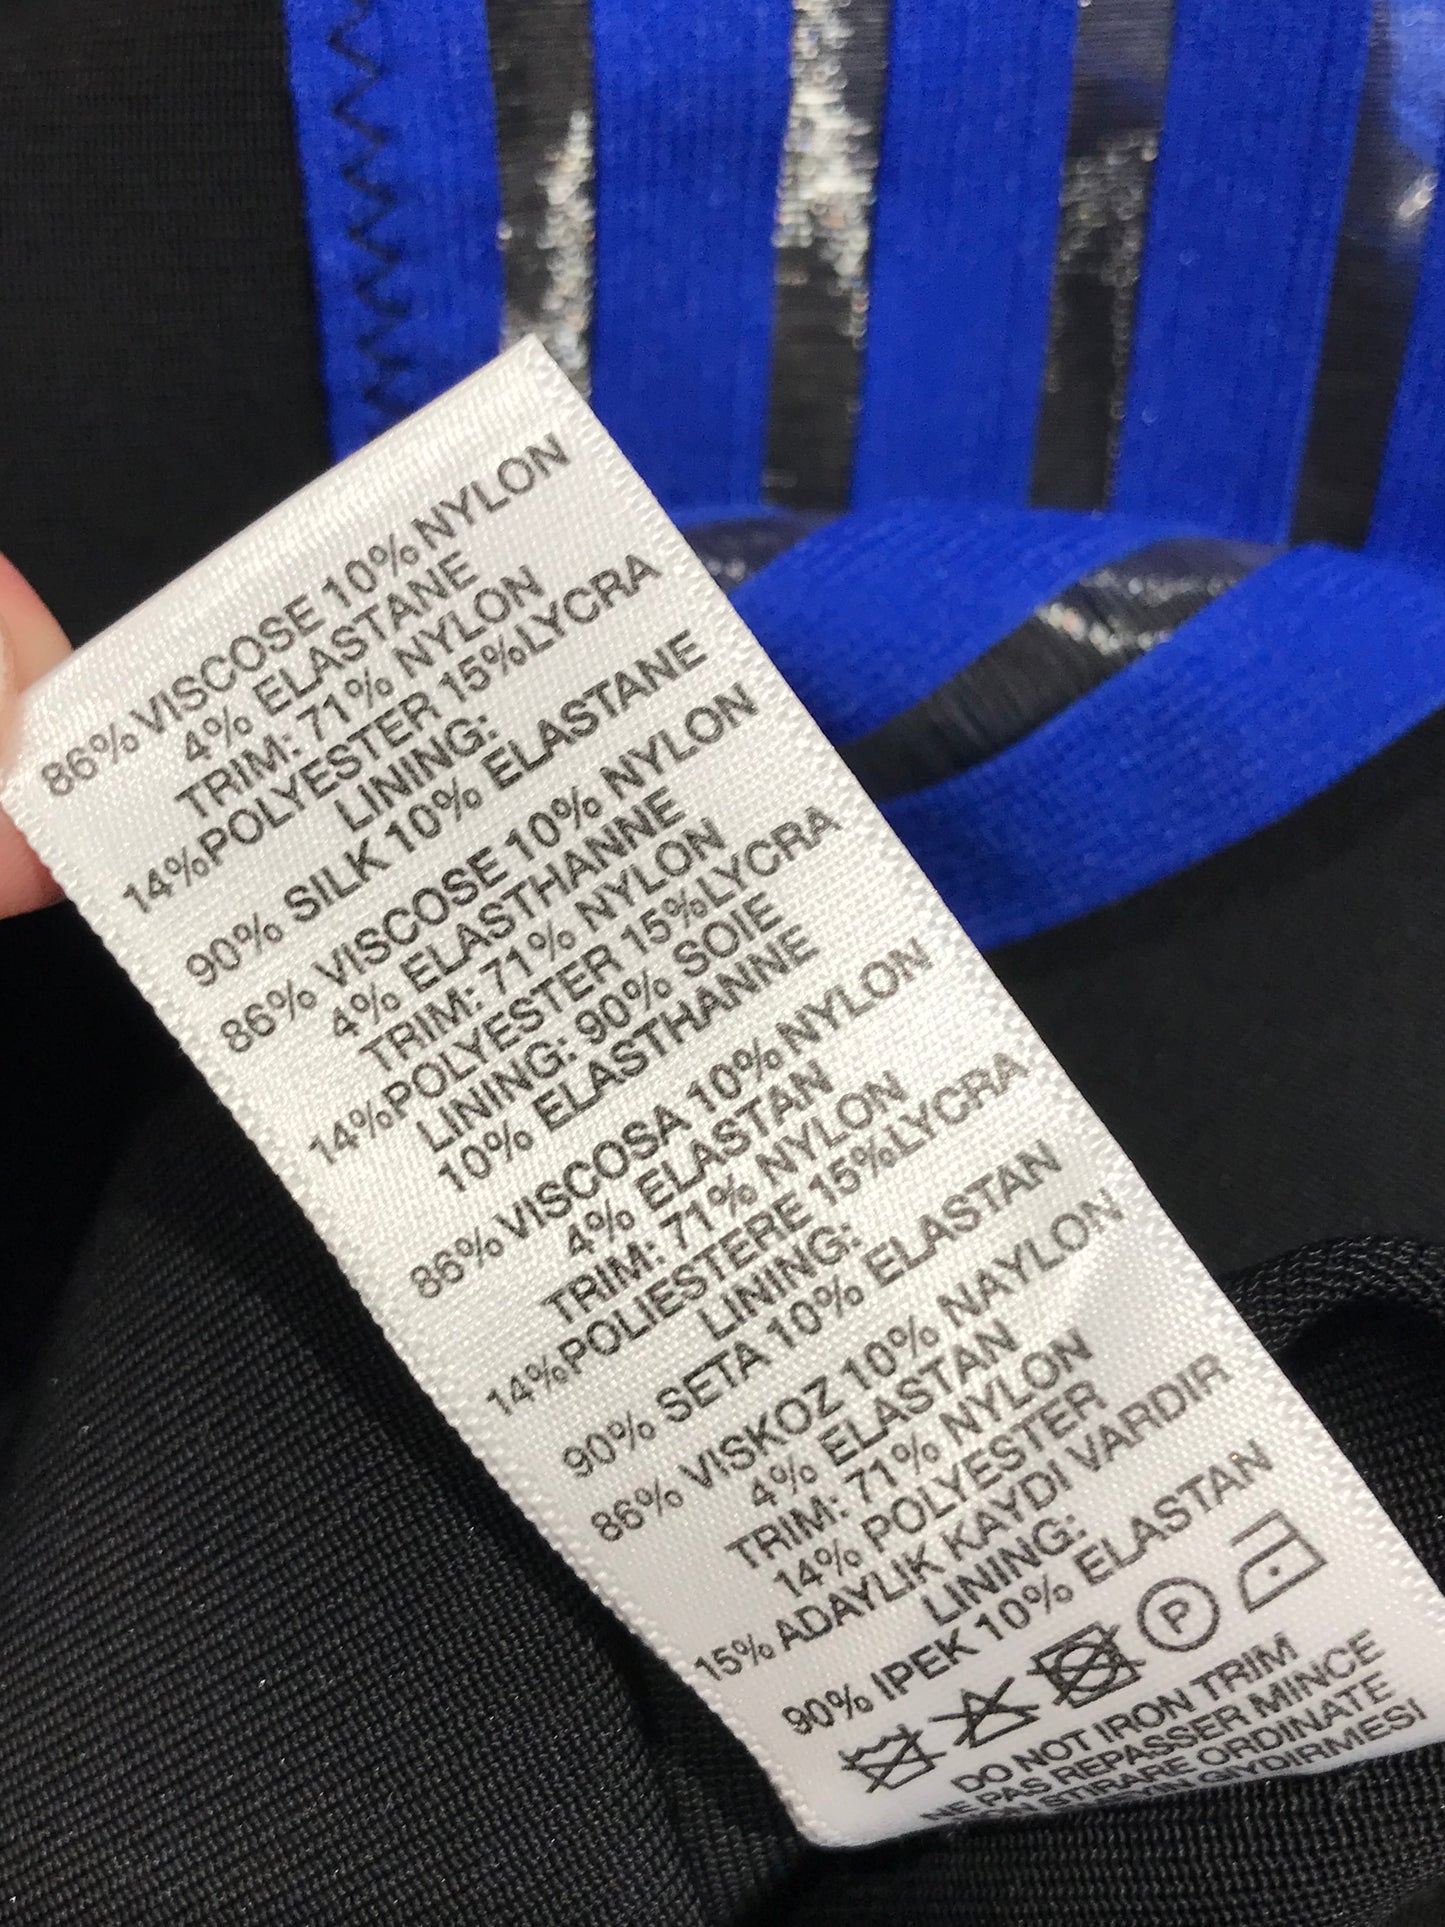 86% VISCOSE 10% NYLON
4% ELASTANE
TRIM: 71% NYLON
14%POLYESTER 15%LYCRA
LINING:
90% SILK 10% ELASTANE
86% VISCOSE 10% NYLON
4% ELASTHANNE
TRIM: 71% NYLON
14%POLYESTER 15%LYCRA
LINING: 90% SOIE
10% ELASTHANNE
86% VISCOSA 10% NYLON
4% ELASTAN
TRIM: 71% NYLON
14%POLIESTERE 15%LYCRA
LINING:
90% SETA 10% ELASTAN
86% VISKOZ 10% NAYLON
4% ELASTAN
TRIM: 71% NYLON
14% POLYESTER
15% ADAYLIK KAYDI VARDIR
LINING:
90% IPEK 10% ELASTAN
P
DO NOT IRON TRIM
NE PAS REPASSER MINCE
STIRARE ORDINATE
GIYDIRMESI